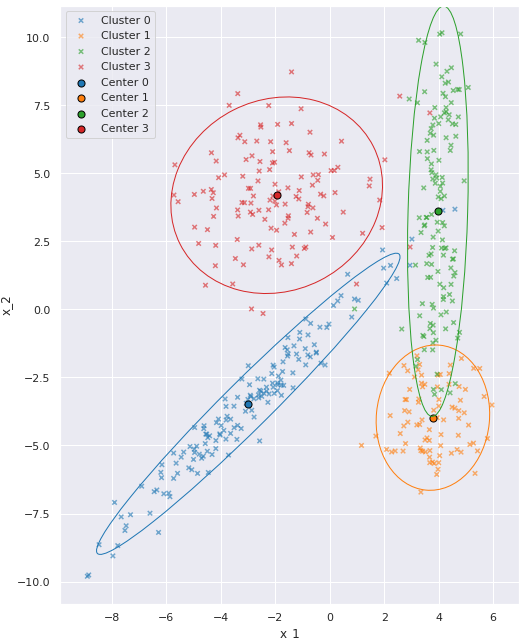 Cluster 0
Cluster 1
Cluster 2
Cluster 3
Center 0
Center 1
Center 2
Center 3
10.0
7.5
5.0
2.5
0.0
−2.5
−5.0
−7.5
−10.0
x_2
−8 −6 −4 −2 0 2 4 6
x_1